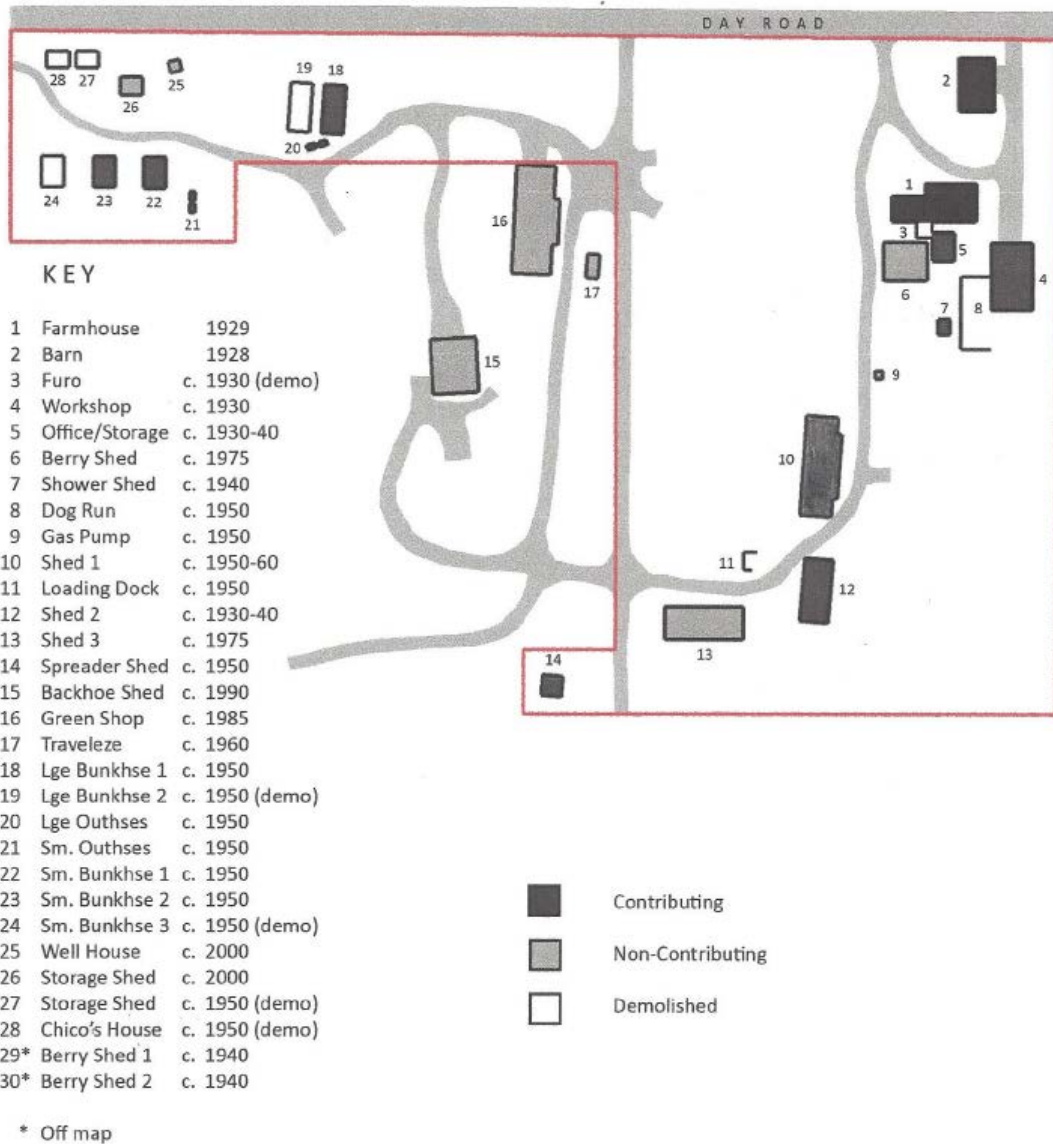 DAY ROAD
28 27 26 25 19 18 20
24 23 22 21
16 17 15 14
2 1 3 5 6 4 7 8 9
10 11 12 13
KEY
1 Farmhouse 1929
2 Barn 1928
3 Furo c. 1930 (demo)
4 Workshop c. 1930
5 Office/Storage c. 1930-40
6 Berry Shed c. 1975
7 Shower Shed c. 1940
8 Dog Run c. 1950
9 Gas Pump c. 1950
10 Shed 1 c. 1950-60
11 Loading Dock c. 1950
12 Shed 2 c. 1930-40
13 Shed 3 c. 1975
14 Spreader Shed c. 1950
15 Backhoe Shed c. 1990
16 Green Shop c. 1985
17 Traveleze c. 1960
18 Lge Bunkhse 1 c. 1950
19 Lge Bunkhse 2 c. 1950 (demo)
20 Lge Outhses c. 1950
21 Sm. Outhses c. 1950
22 Sm. Bunkhse 1 c. 1950
23 Sm. Bunkhse 2 c. 1950
24 Sm. Bunkhse 3 c. 1950 (demo)
25 Well House c. 2000
26 Storage Shed c. 2000
27 Storage Shed c. 1950 (demo)
28 Chico's House c. 1950 (demo)
29* Berry Shed 1 c. 1940
30* Berry Shed 2 c. 1940
* Off map
Contributing
Non-Contributing
Demolished